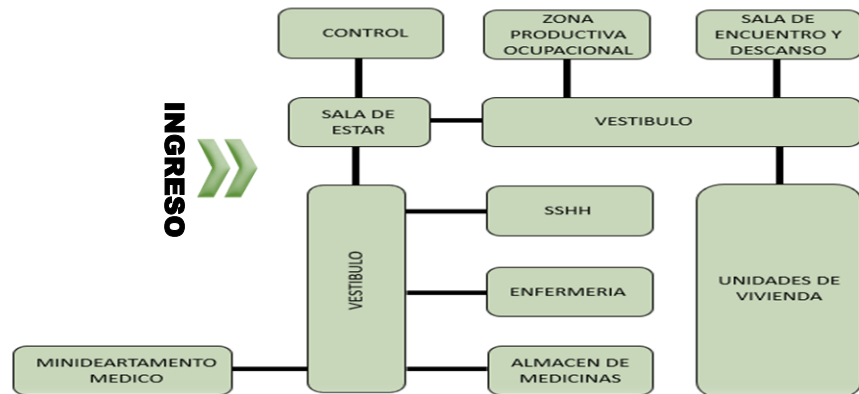 CONTROL
ZONA
PRODUCTIVA
OCUPACIONAL
SALA DE
ENCUENTRO Y
DESCANSO
INGRESO
SALA DE
ESTAR
VESTIBULO
VESTIBULO
SSHH
ENFERMERIA
UNIDADES DE
VIVIENDA
MINIDEARTAMENTO
MEDICO
ALMACEN DE
MEDICINAS